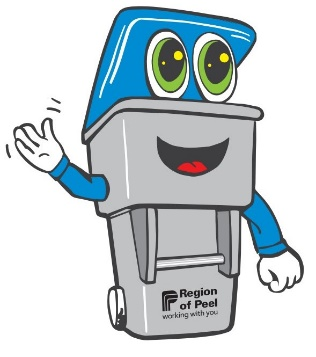 Region
of Peel
working with you